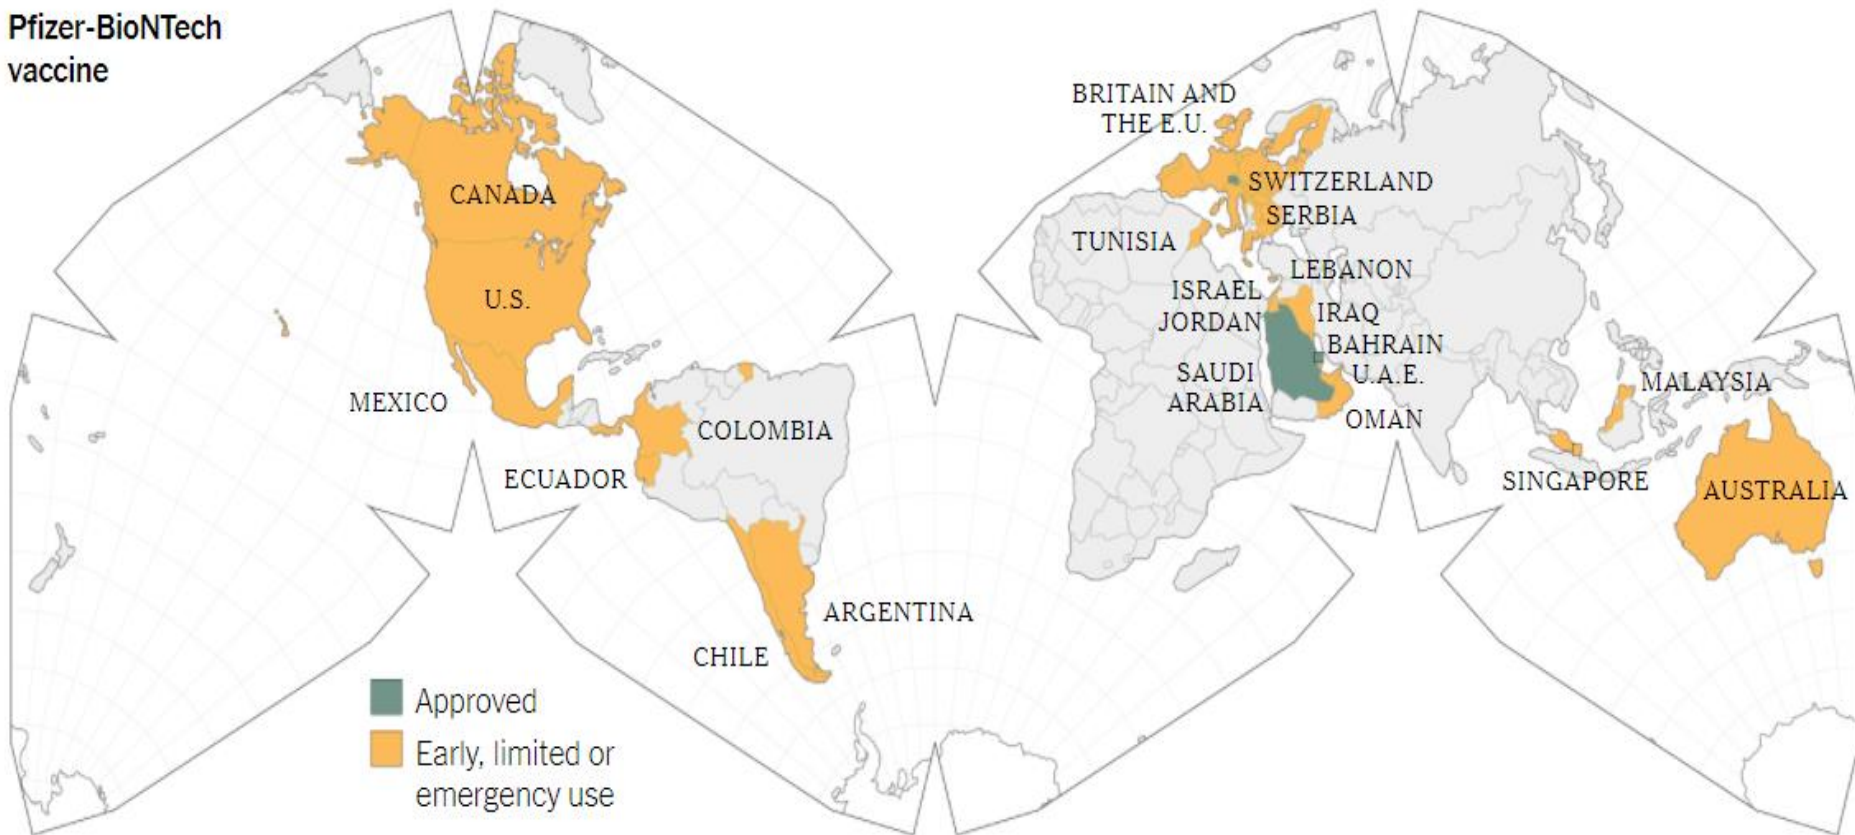 Pfizer-BioNTech
vaccine
BRITAIN AND
THE E.U.
CANADA
SWITZERLAND
SERBIA
TUNISIA
LEBANON
U.S.
ISRAEL
JORDAN
IRAQ
BAHRAIN
SAUDI
ARABIA
U.A.E.
OMAN
MALAYSIA
MEXICO
COLOMBIA
ECUADOR
SINGAPORE
AUSTRALIA
ARGENTINA
CHILE
Approved
Early, limited or
emergency use